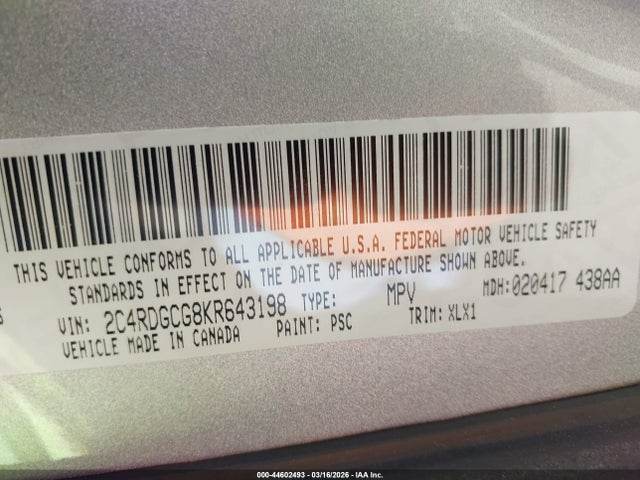 THIS VEHICLE CONFORMS TO ALL APPLICABLE U.S.A. FEDERAL MOTOR VEHICLE SAFETY
STANDARDS IN EFFECT ON THE DATE OF MANUFACTURE SHOWN ABOVE.
VIN: 2C4RDGCG8KR643198 TYPE: MPV MDH: 020417 438AA
VEHICLE MADE IN CANADA PAINT: PSC TRIM: XLX1
000-44602493 - 03/16/2026 - IAA Inc.